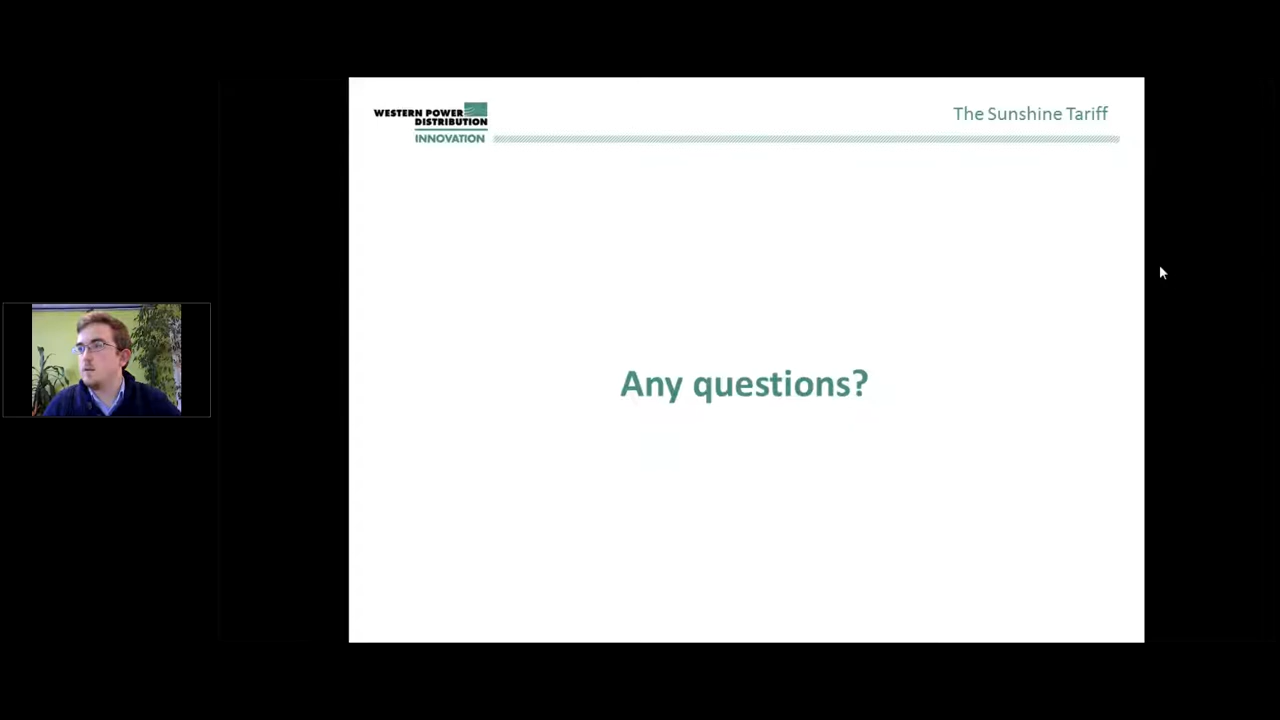 WESTERN POWER
DISTRIBUTION
INNOVATION
The Sunshine Tariff
Any questions?